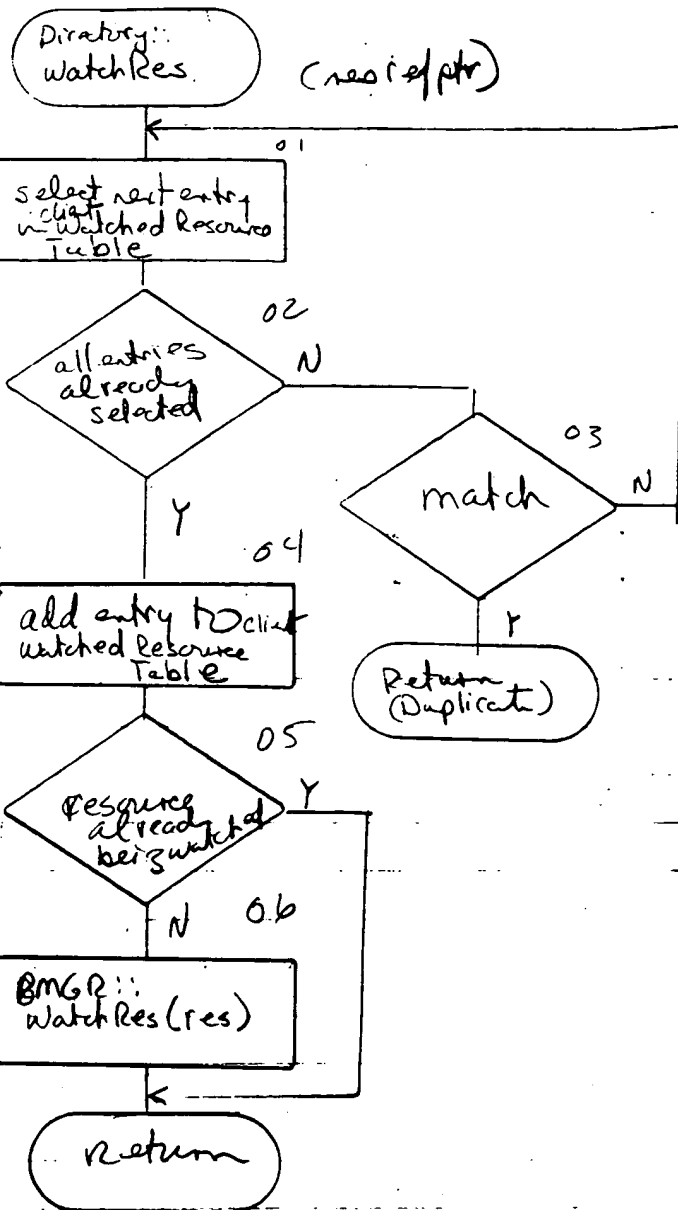 Diractory::
WatchRes
(res ref ptr)
01
select next entry
client
in Watched Resource
Table
02
all entries
already
selected
N
03
match
N
Y
Y
Return
(Duplicate)
04
add entry to client
Watched Resource
Table
05
resource
already
being watched
Y
N
06
BMGR::
WatchRes(res)
Return